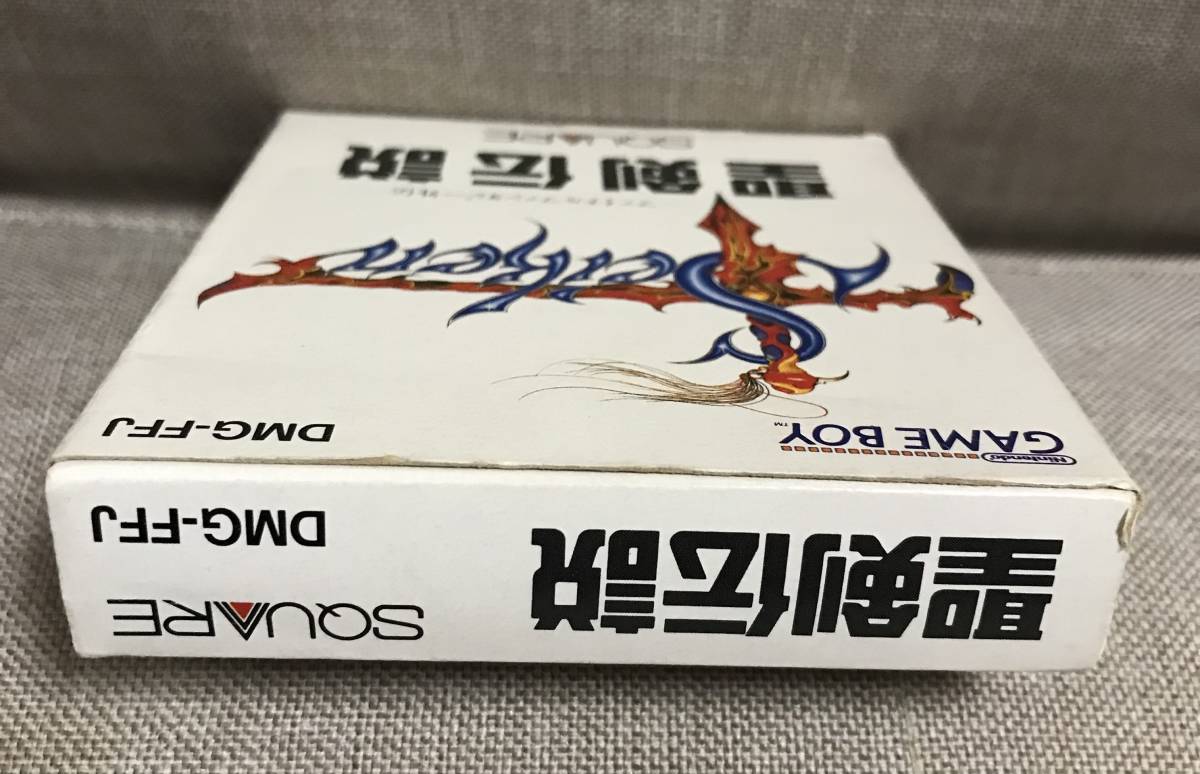 Nintendo
GAME BOY™
DMG-FFJ
Seiken
ファイナルファンタジー外伝
聖剣伝説
SQUARE
聖剣伝説
SQUARE
DMG-FFJ